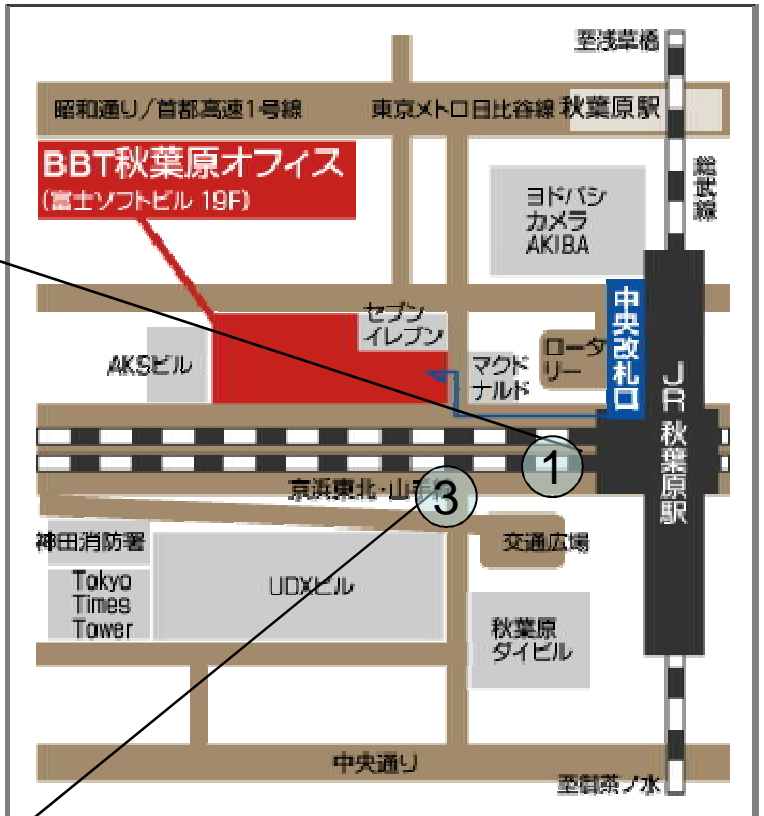 至浅草橋
昭和通り/首都高速1号線
東京メトロ日比谷線 秋葉原駅
BBT秋葉原オフィス
(富士ソフトビル 19F)
総武線
ヨドバシ
カメラ
AKIBA
中央改札口
セブン
イレブン
AKSビル
マクド
ナルド
ロータ
リー
JR秋葉原駅
1
京浜東北・山手線
3
神田消防署
交通広場
Tokyo
Times
Tower
UDXビル
秋葉原
ダイビル
中央通り
至御茶ノ水